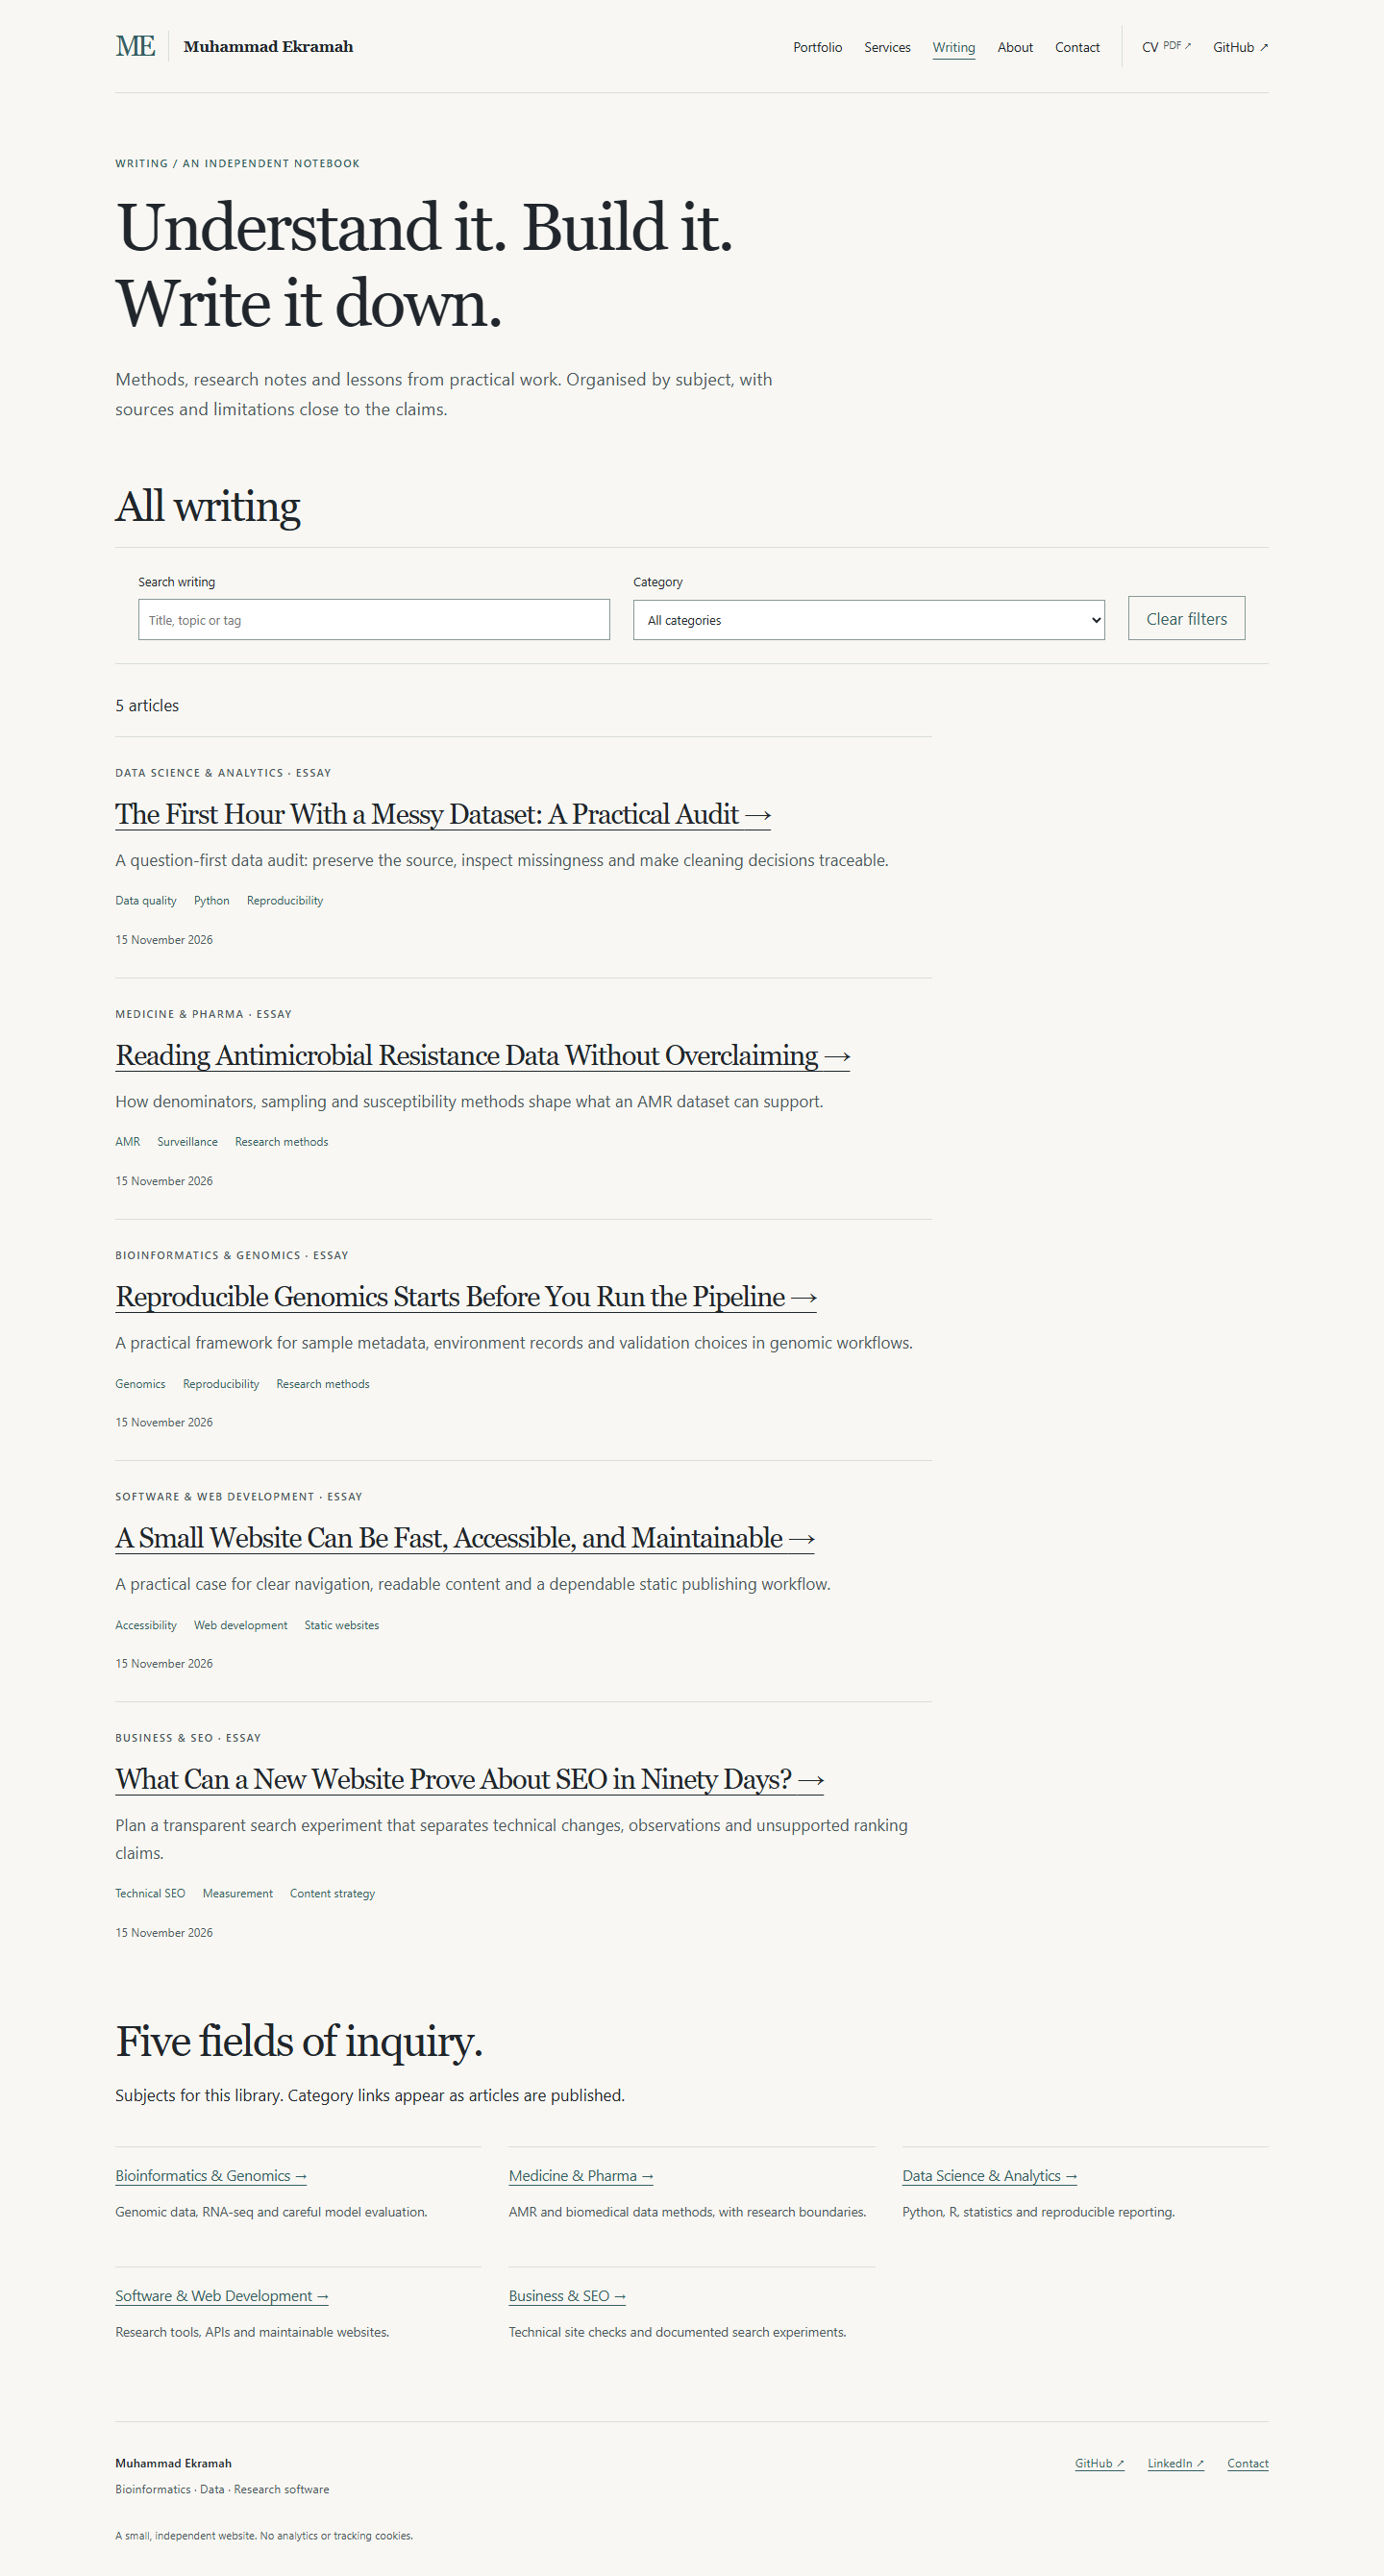 ME
Muhammad Ekramah
Portfolio Services Writing About Contact CV PDF ↗ GitHub ↗
WRITING / AN INDEPENDENT NOTEBOOK
Understand it. Build it.
Write it down.
Methods, research notes and lessons from practical work. Organised by subject, with
sources and limitations close to the claims.
All writing
Search writing
Title, topic or tag
Category
All categories
Clear filters
5 articles
DATA SCIENCE & ANALYTICS · ESSAY
The First Hour With a Messy Dataset: A Practical Audit →
A question-first data audit: preserve the source, inspect missingness and make cleaning decisions traceable.
Data quality Python Reproducibility
15 November 2026
MEDICINE & PHARMA · ESSAY
Reading Antimicrobial Resistance Data Without Overclaiming →
How denominators, sampling and susceptibility methods shape what an AMR dataset can support.
AMR Surveillance Research methods
15 November 2026
BIOINFORMATICS & GENOMICS · ESSAY
Reproducible Genomics Starts Before You Run the Pipeline →
A practical framework for sample metadata, environment records and validation choices in genomic workflows.
Genomics Reproducibility Research methods
15 November 2026
SOFTWARE & WEB DEVELOPMENT · ESSAY
A Small Website Can Be Fast, Accessible, and Maintainable →
A practical case for clear navigation, readable content and a dependable static publishing workflow.
Accessibility Web development Static websites
15 November 2026
BUSINESS & SEO · ESSAY
What Can a New Website Prove About SEO in Ninety Days? →
Plan a transparent search experiment that separates technical changes, observations and unsupported ranking
claims.
Technical SEO Measurement Content strategy
15 November 2026
Five fields of inquiry.
Subjects for this library. Category links appear as articles are published.
Bioinformatics & Genomics →
Genomic data, RNA-seq and careful model evaluation.
Medicine & Pharma →
AMR and biomedical data methods, with research boundaries.
Data Science & Analytics →
Python, R, statistics and reproducible reporting.
Software & Web Development →
Research tools, APIs and maintainable websites.
Business & SEO →
Technical site checks and documented search experiments.
Muhammad Ekramah
Bioinformatics · Data · Research software
GitHub ↗ LinkedIn ↗ Contact
A small, independent website. No analytics or tracking cookies.